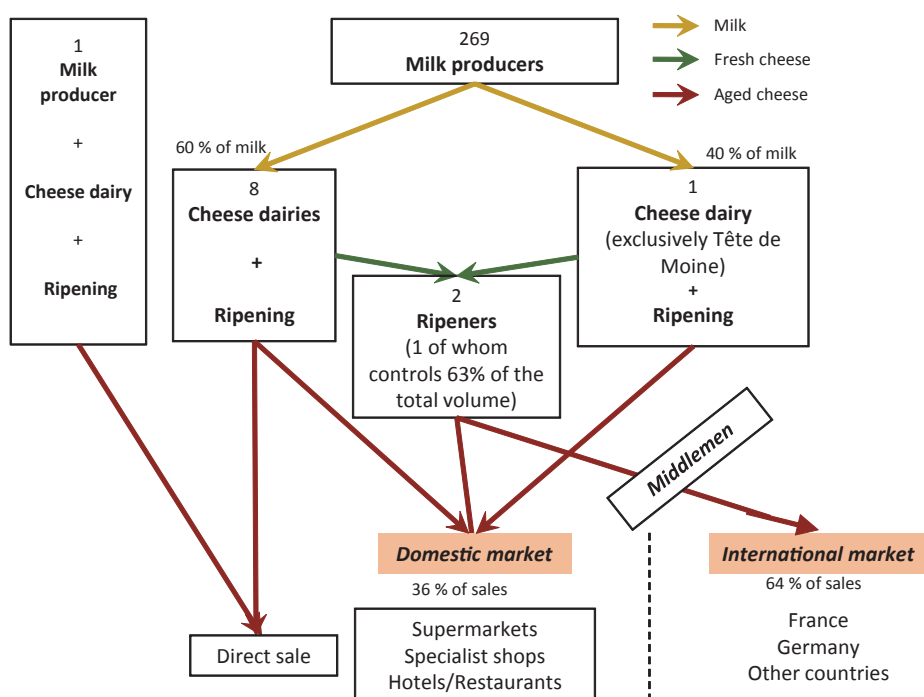 1
Milk
producer
+
Cheese dairy
+
Ripening
269
Milk producers
Milk
Fresh cheese
Aged cheese
60 % of milk
40 % of milk
8
Cheese dairies
+
Ripening
1
Cheese dairy
(exclusively Tête de
Moine)
+
Ripening
2
Ripeners
(1 of whom
controls 63% of the
total volume)
Middlemen
Domestic market
36 % of sales
International market
64 % of sales
Direct sale
Supermarkets
Specialist shops
Hotels/Restaurants
France
Germany
Other countries